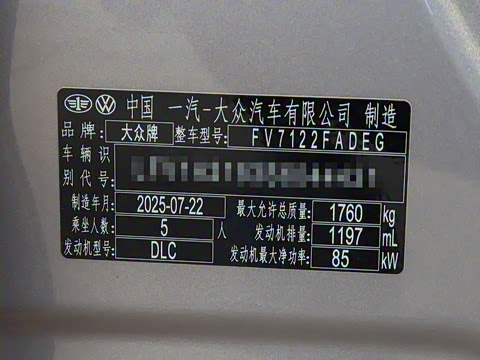 中国 一汽-大众汽车有限公司 制造
品牌: 大众牌 整车型号: FV7122FADEG
车辆识
别代号:
制造年月: 2025-07-22 最大允许总质量: 1760 kg
乘坐人数: 5 人 发动机排量: 1197 mL
发动机型号: DLC 发动机最大净功率: 85 kW